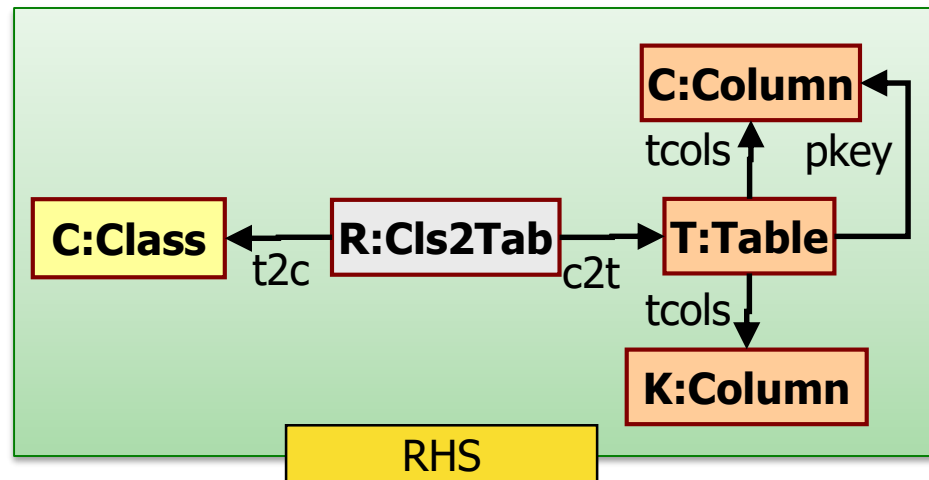 C:Column
tcols
pkey
C:Class
t2c
R:Cls2Tab
c2t
T:Table
tcols
K:Column
RHS